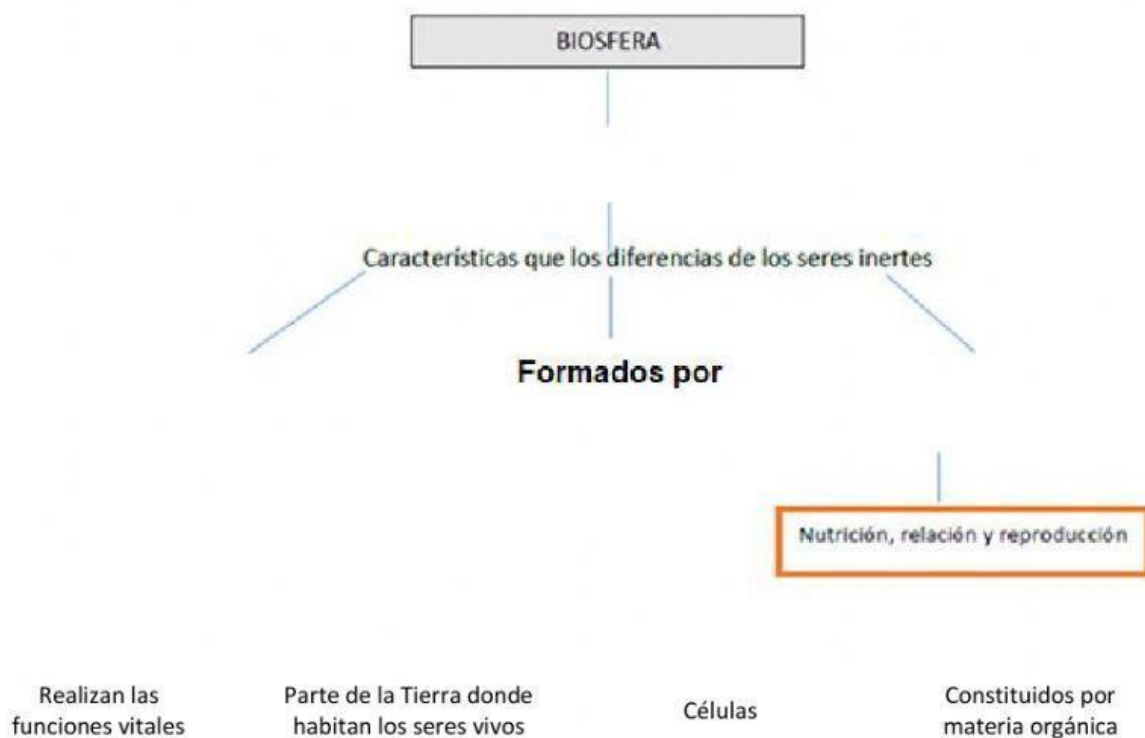 BIOSFERA
Características que los diferencias de los seres inertes
Formados por
Nutrición, relación y reproducción
Realizan las
funciones vitales
Parte de la Tierra donde
habitan los seres vivos
Células
Constituidos por
materia orgánica